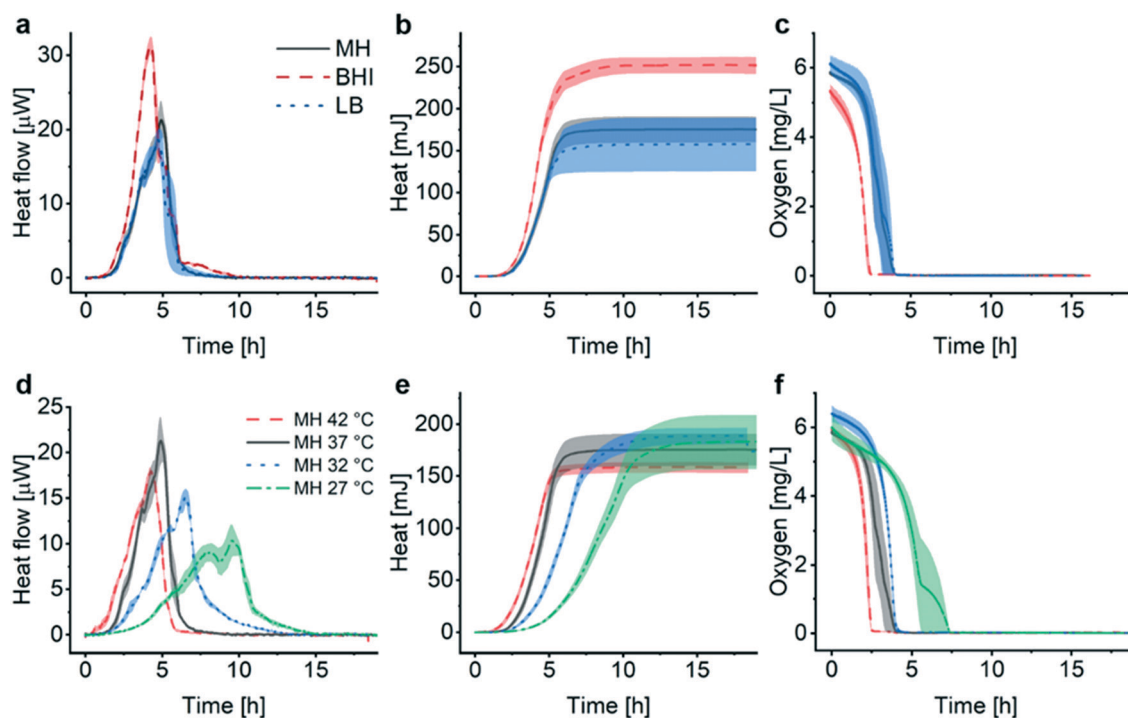 a
30
20
10
0
Heat flow [µW]
MH
BHI
LB
0 5 10 15
Time [h]
b
250
200
150
100
50
0
Heat [mJ]
0 5 10 15
Time [h]
c
6
4
2
0
Oxygen [mg/L]
0 5 10 15
Time [h]
d
25
20
15
10
5
0
Heat flow [µW]
MH 42 °C
MH 37 °C
MH 32 °C
MH 27 °C
0 5 10 15
Time [h]
e
200
150
100
50
0
Heat [mJ]
0 5 10 15
Time [h]
f
6
4
2
0
Oxygen [mg/L]
0 5 10 15
Time [h]